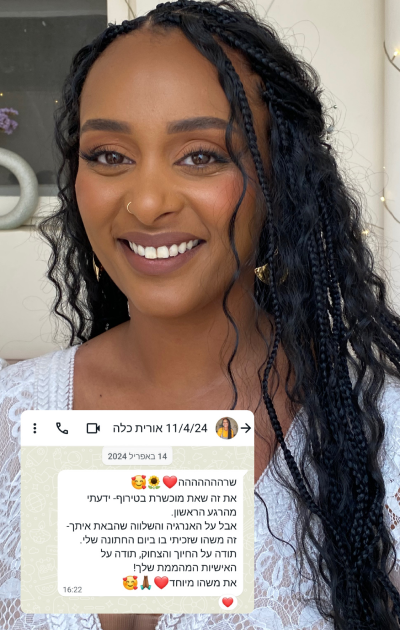 11/4/24 אורית כלה
14 באפריל 2024
שרהההההההה❤️🌻🥰
את זה שאת מוכשרת בטירוף- ידעתי
מהרגע הראשון.
אבל על האנרגיה והשלווה שהבאת איתך-
זה משהו שזכיתי בו ביום החתונה שלי.
תודה על החיוך והצחוק, תודה על
האישיות המהממת שלך!
את משהו מיוחד❤️🙏🏾🥰
16:22